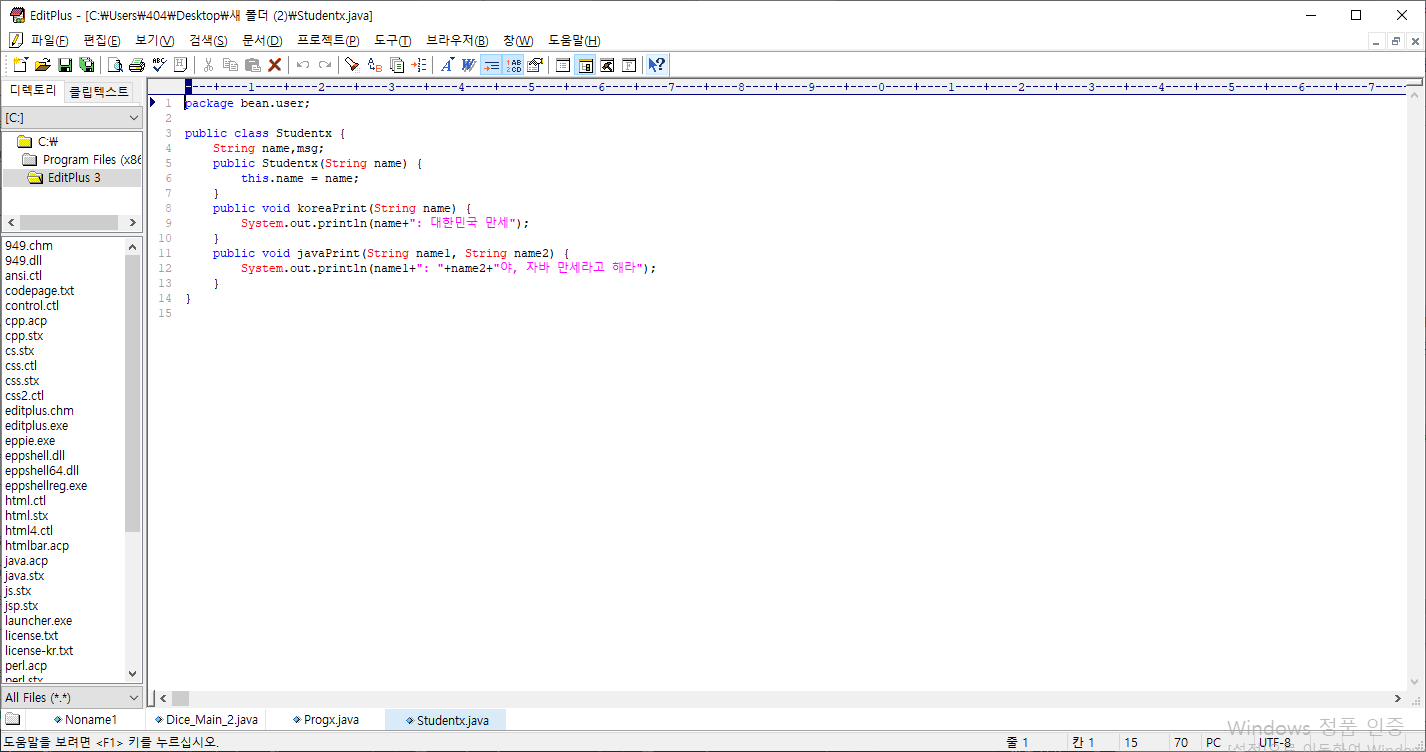 EditPlus - [C:₩Users₩404₩Desktop₩새 폴더 (2)₩Studentx.java]
파일(F) 편집(E) 보기(V) 검색(S) 문서(D) 프로젝트(P) 도구(T) 브라우저(B) 창(W) 도움말(H)
디렉토리 클립텍스트
[C:]
C:₩
Program Files (x86
EditPlus 3
949.chm
949.dll
ansi.ctl
codepage.txt
control.ctl
cpp.acp
cpp.stx
cs.stx
css.ctl
css.stx
css2.ctl
editplus.chm
editplus.exe
eppie.exe
eppshell.dll
eppshell64.dll
eppshellreg.exe
html.ctl
html.stx
html4.ctl
htmlbar.acp
java.acp
java.stx
js.stx
jsp.stx
launcher.exe
license.txt
license-kr.txt
perl.acp
perl.stx
All Files (*.*)
----+----1----+----2----+----3----+----4----+----5----+----6----+----7----+----8----+----9----+----0----+----1----+----2----+----3----+----4----+----5----+----6----+----7--
1 package bean.user;
2
3 public class Studentx {
4 String name,msg;
5 public Studentx(String name) {
6 this.name = name;
7 }
8 public void koreaPrint(String name) {
9 System.out.println(name+": 대한민국 만세");
10 }
11 public void javaPrint(String name1, String name2) {
12 System.out.println(name1+": "+name2+"야, 자바 만세라고 해라");
13 }
14 }
15
Noname1 Dice_Main_2.java Progx.java Studentx.java
Windows 정품 인증
도움말을 보려면 <F1> 키를 누르십시오. 줄 1 칸 1 15 70 PC UTF-8